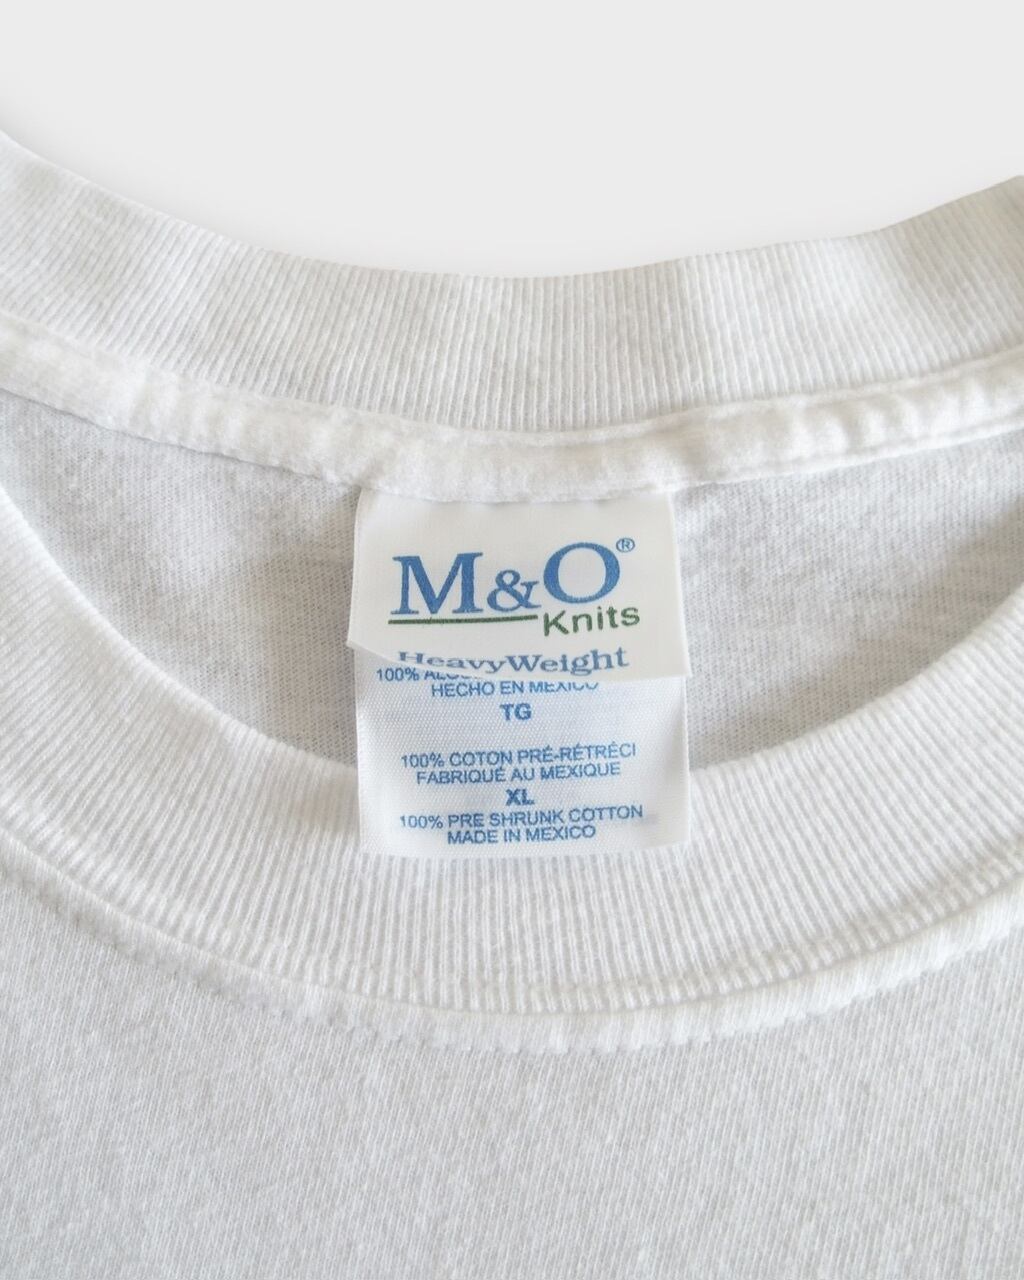 M&O®
Knits
HeavyWeight
100%
HECHO EN MEXICO
TG
100% COTON PRÉ-RÉTRÉCI
FABRIQUÉ AU MEXIQUE
XL
100% PRE SHRUNK COTTON
MADE IN MEXICO